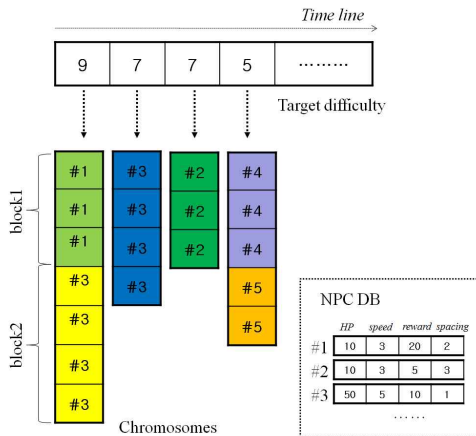 Time line
9 7 7 5 ………
Target difficulty
block1
block2
#1 #3 #2 #4
#1 #3 #2 #4
#1 #3 #2 #4
#3 #3 #5
#3 #5
#3
#3
Chromosomes
NPC DB
HP speed reward spacing
#1 10 3 20 2
#2 10 3 5 3
#3 50 5 10 1
……